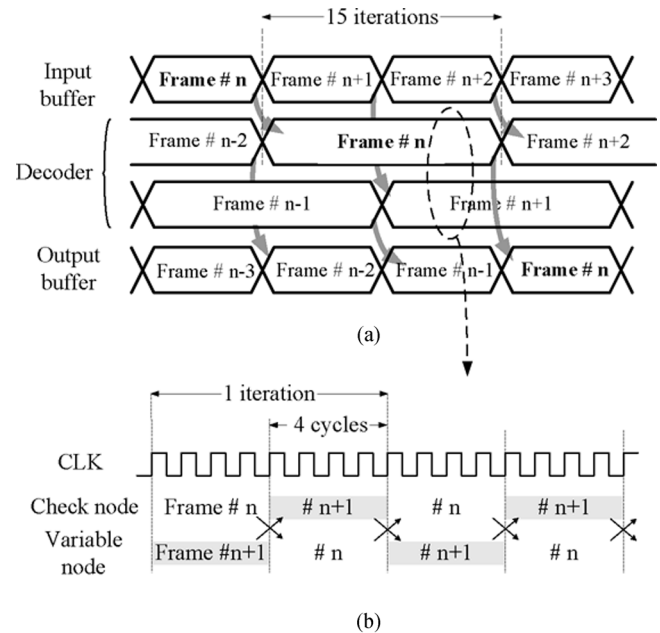 (a)
15 iterations
Input buffer
Frame # n
Frame # n+1
Frame # n+2
Frame # n+3
Decoder
Frame # n-2
Frame # n
Frame # n+2
Frame # n-1
Frame # n+1
Output buffer
Frame # n-3
Frame # n-2
Frame # n-1
Frame # n
(a)
1 iteration
4 cycles
CLK
Check node
Frame # n
# n+1
# n
# n+1
Variable node
Frame #n+1
# n
# n+1
# n
(b)